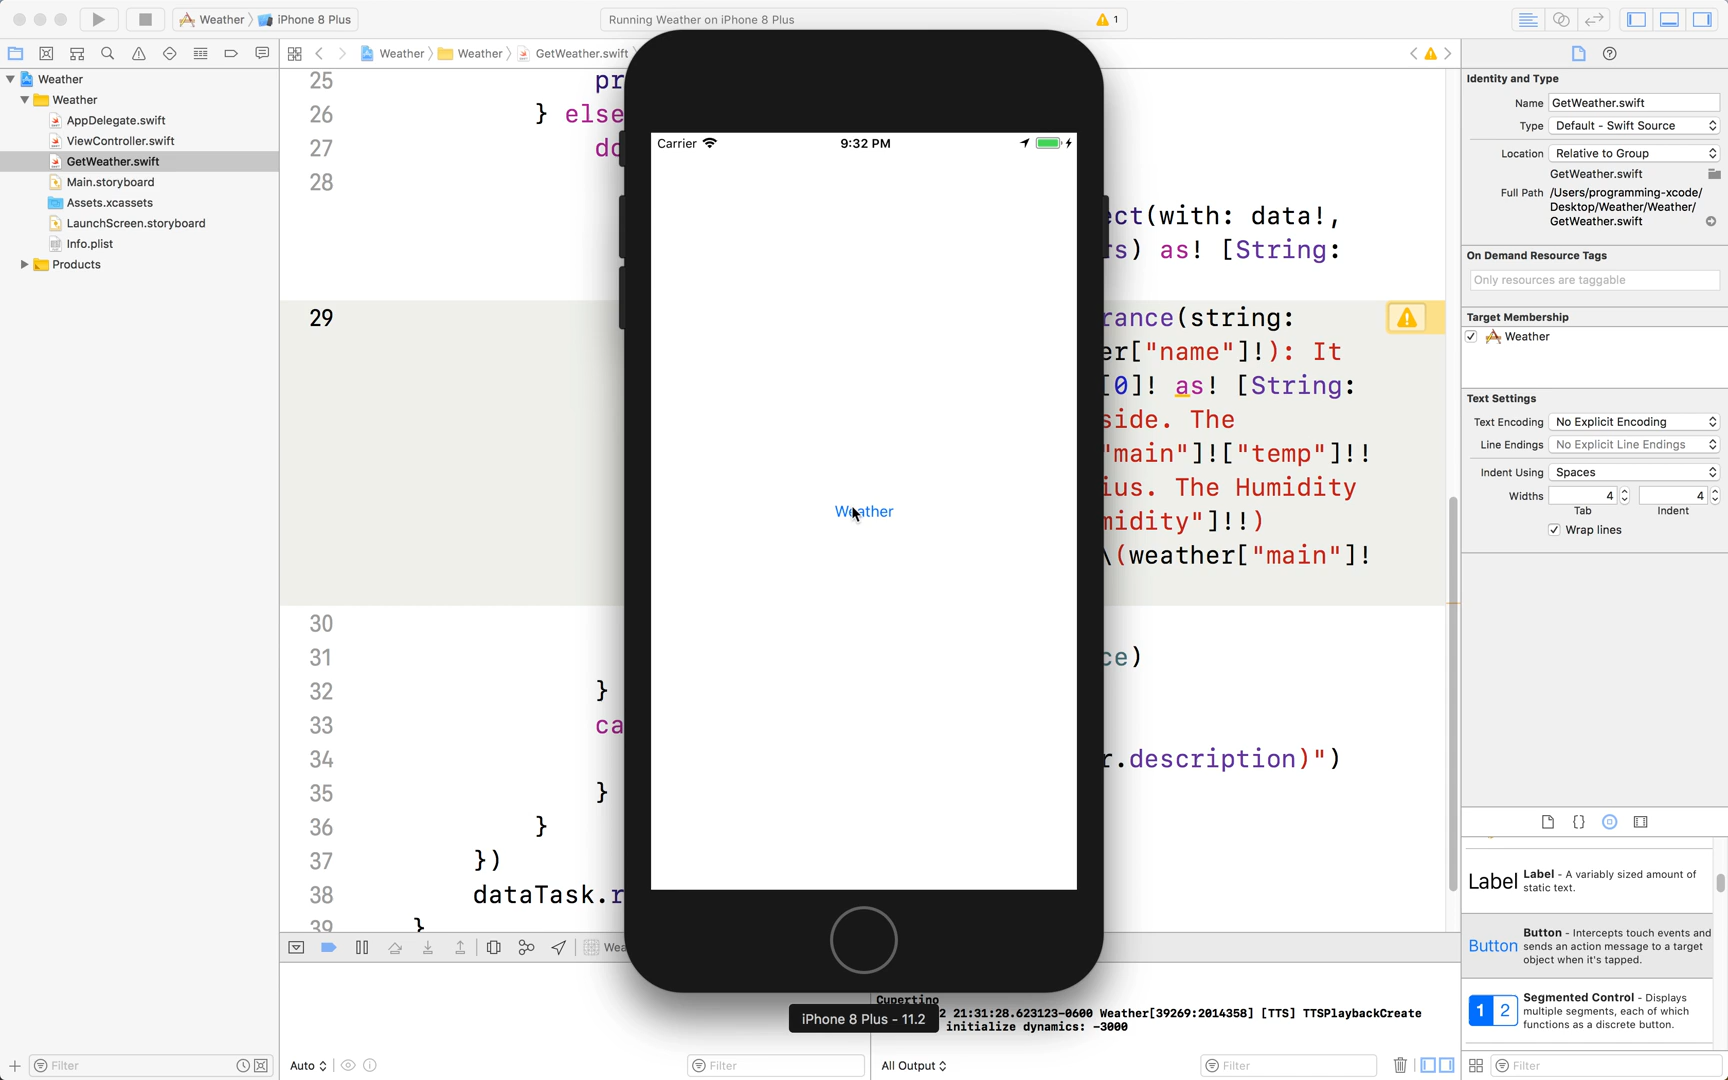 Weather
iPhone 8 Plus
Running Weather on iPhone 8 Plus
1
Weather
Weather
GetWeather.swift
Weather
Weather
AppDelegate.swift
ViewController.swift
GetWeather.swift
Main.storyboard
Assets.xcassets
LaunchScreen.storyboard
Info.plist
Products
25 pr
26 } else
27 do
28
ect(with: data!,
rs) as! [String:
29
rance(string:
er["name"]!): It
[0]! as! [String:
side. The
"main"]!["temp"]!!
ius. The Humidity
midity"]!!)
\(weather["main"]!
30
31 ce)
32 }
33 ca
34 r.description)")
35 }
36 }
37 })
38 dataTask.r
39 }
Carrier
9:32 PM
Weather
iPhone 8 Plus - 11.2
Wea
Cupertino
2 21:31:28.623123-0600 Weather[39269:2014358] [TTS] TTSPlaybackCreate
initialize dynamics: -3000
Filter
Auto
Filter
All Output
Filter
Filter
Identity and Type
Name GetWeather.swift
Type Default - Swift Source
Location Relative to Group
GetWeather.swift
Full Path /Users/programming-xcode/
Desktop/Weather/Weather/
GetWeather.swift
On Demand Resource Tags
Only resources are taggable
Target Membership
Weather
Text Settings
Text Encoding No Explicit Encoding
Line Endings No Explicit Line Endings
Indent Using Spaces
Widths 4 4
Tab Indent
Wrap lines
Label Label - A variably sized amount of
static text.
Button Button - Intercepts touch events and
sends an action message to a target
object when it's tapped.
1 2 Segmented Control - Displays
multiple segments, each of which
functions as a discrete button.